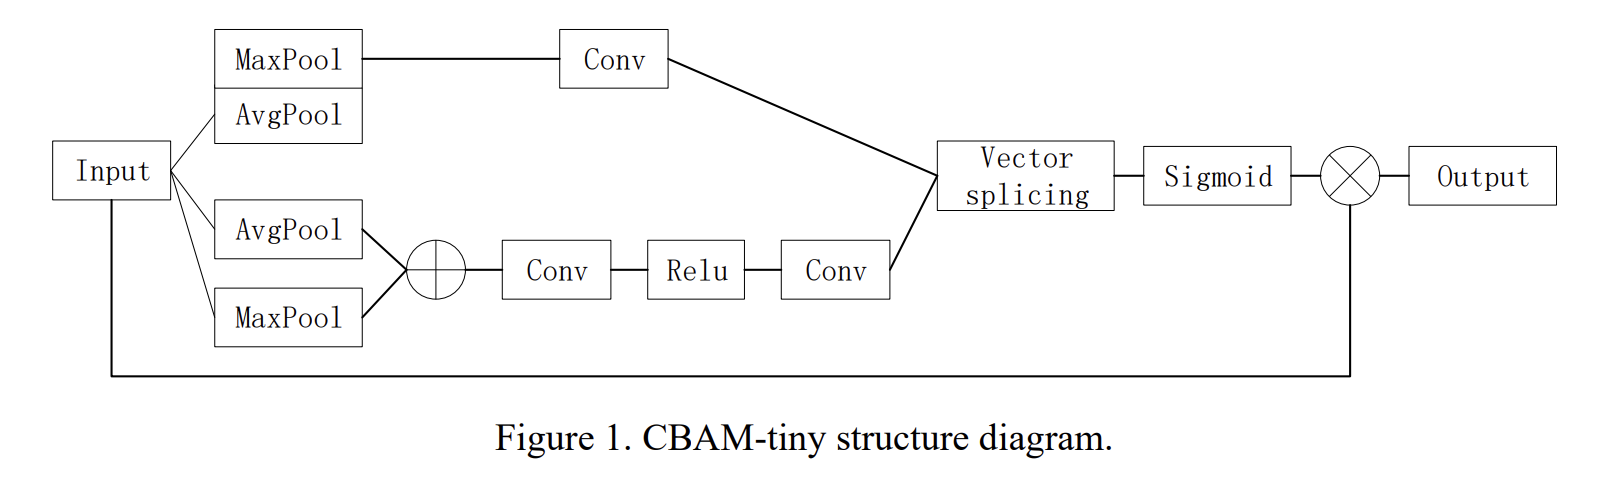 MaxPool
Conv
AvgPool
Input
Vector
splicing
Sigmoid
Output
AvgPool
Conv
Relu
Conv
MaxPool
Figure 1. CBAM-tiny structure diagram.